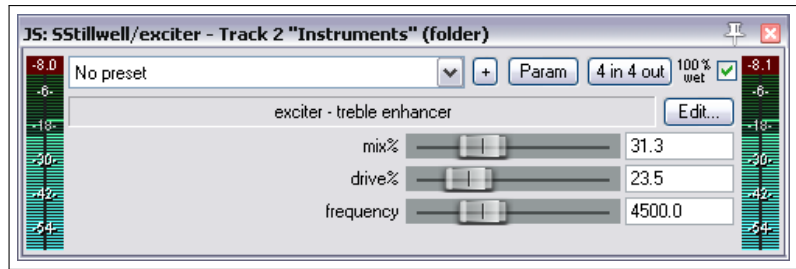 JS: SStillwell/exciter - Track 2 "Instruments" (folder)
-8.0 No preset + Param 4 in 4 out 100% wet -8.1
-6- -6-
exciter - treble enhancer Edit...
-18- -18-
mix% 31.3
-30- -30-
drive% 23.5
-42- -42-
frequency 4500.0
-54- -54-